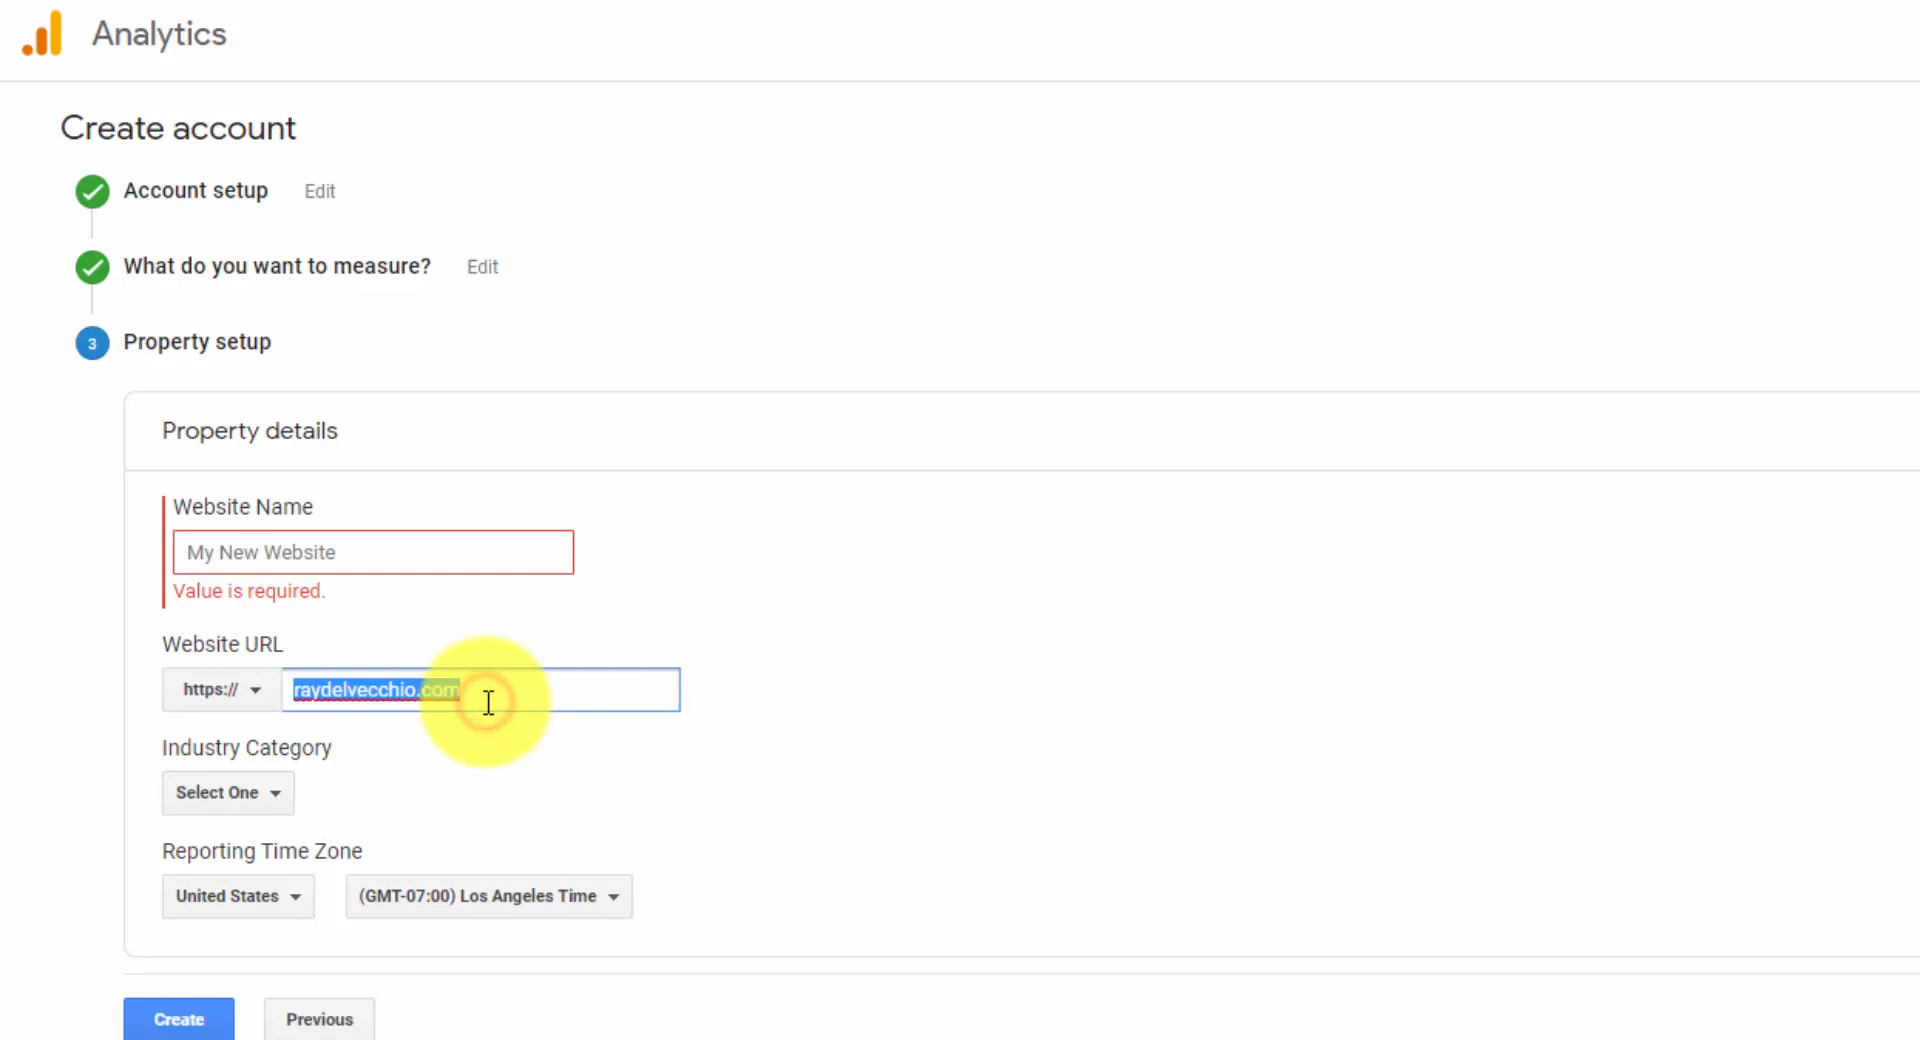 Analytics
Create account
Account setup Edit
What do you want to measure? Edit
3 Property setup
Property details
Website Name
My New Website
Value is required.
Website URL
https:// raydelvecchio.com
Industry Category
Select One
Reporting Time Zone
United States (GMT-07:00) Los Angeles Time
Create Previous